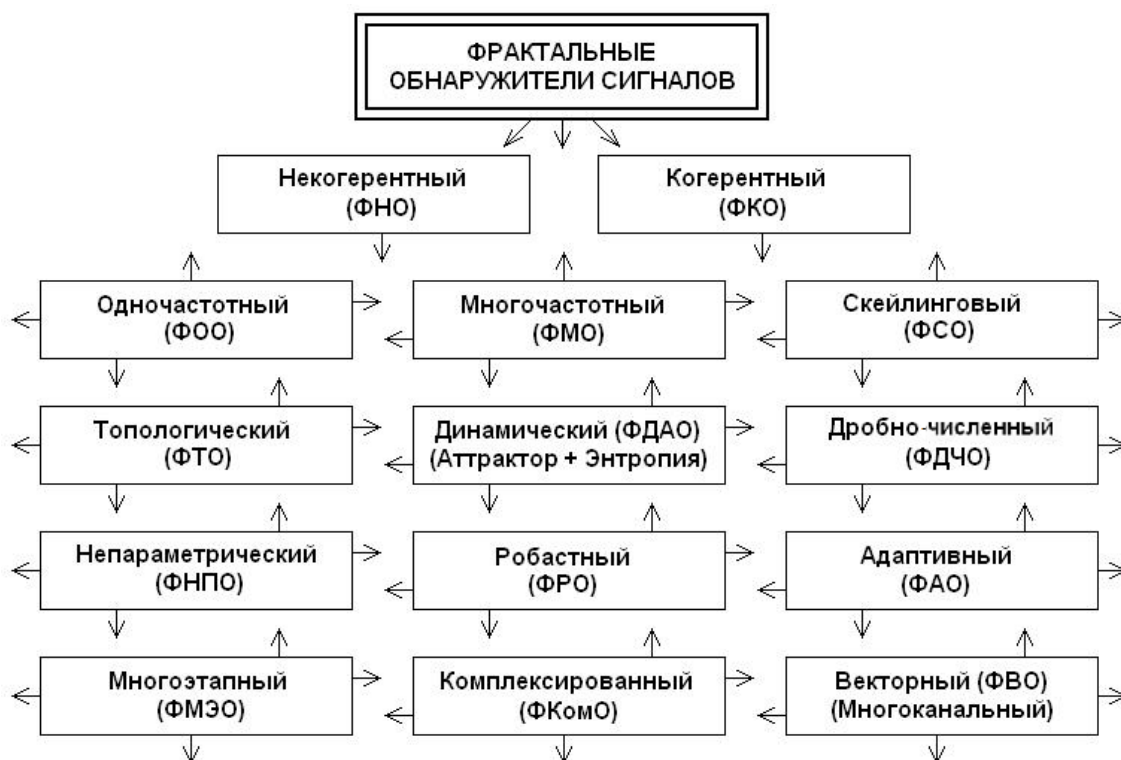 ФРАКТАЛЬНЫЕ
ОБНАРУЖИТЕЛИ СИГНАЛОВ
Некогерентный
(ФНО)
Когерентный
(ФКО)
Одночастотный
(ФОО)
Многочастотный
(ФМО)
Скейлинговый
(ФСО)
Топологический
(ФТО)
Динамический (ФДАО)
(Аттрактор + Энтропия)
Дробно-численный
(ФДЧО)
Непараметрический
(ФНПО)
Робастный
(ФРО)
Адаптивный
(ФАО)
Многоэтапный
(ФМЭО)
Комплексированный
(ФКомО)
Векторный (ФВО)
(Многоканальный)